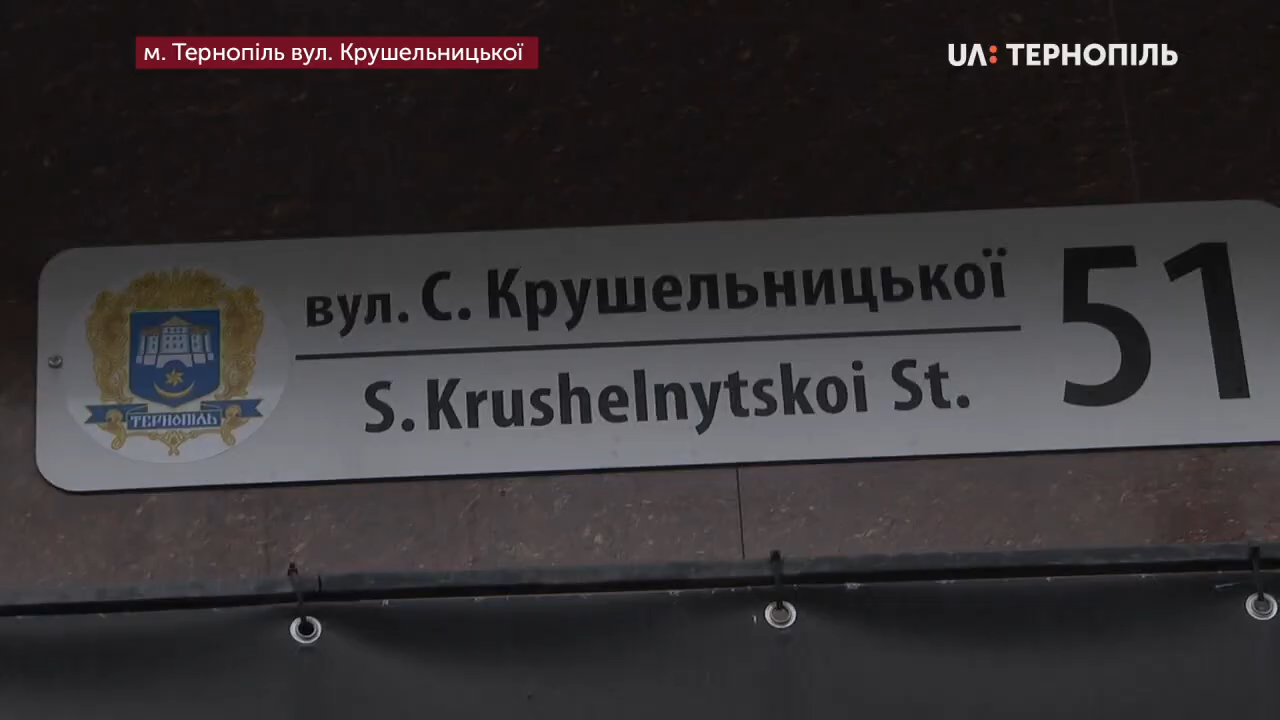 м. Тернопіль вул. Крушельницької
UA: ТЕРНОПІЛЬ
вул. С. Крушельницької
51
S. Krushelnytskoi St.
ТЕРНОПІЛЬ